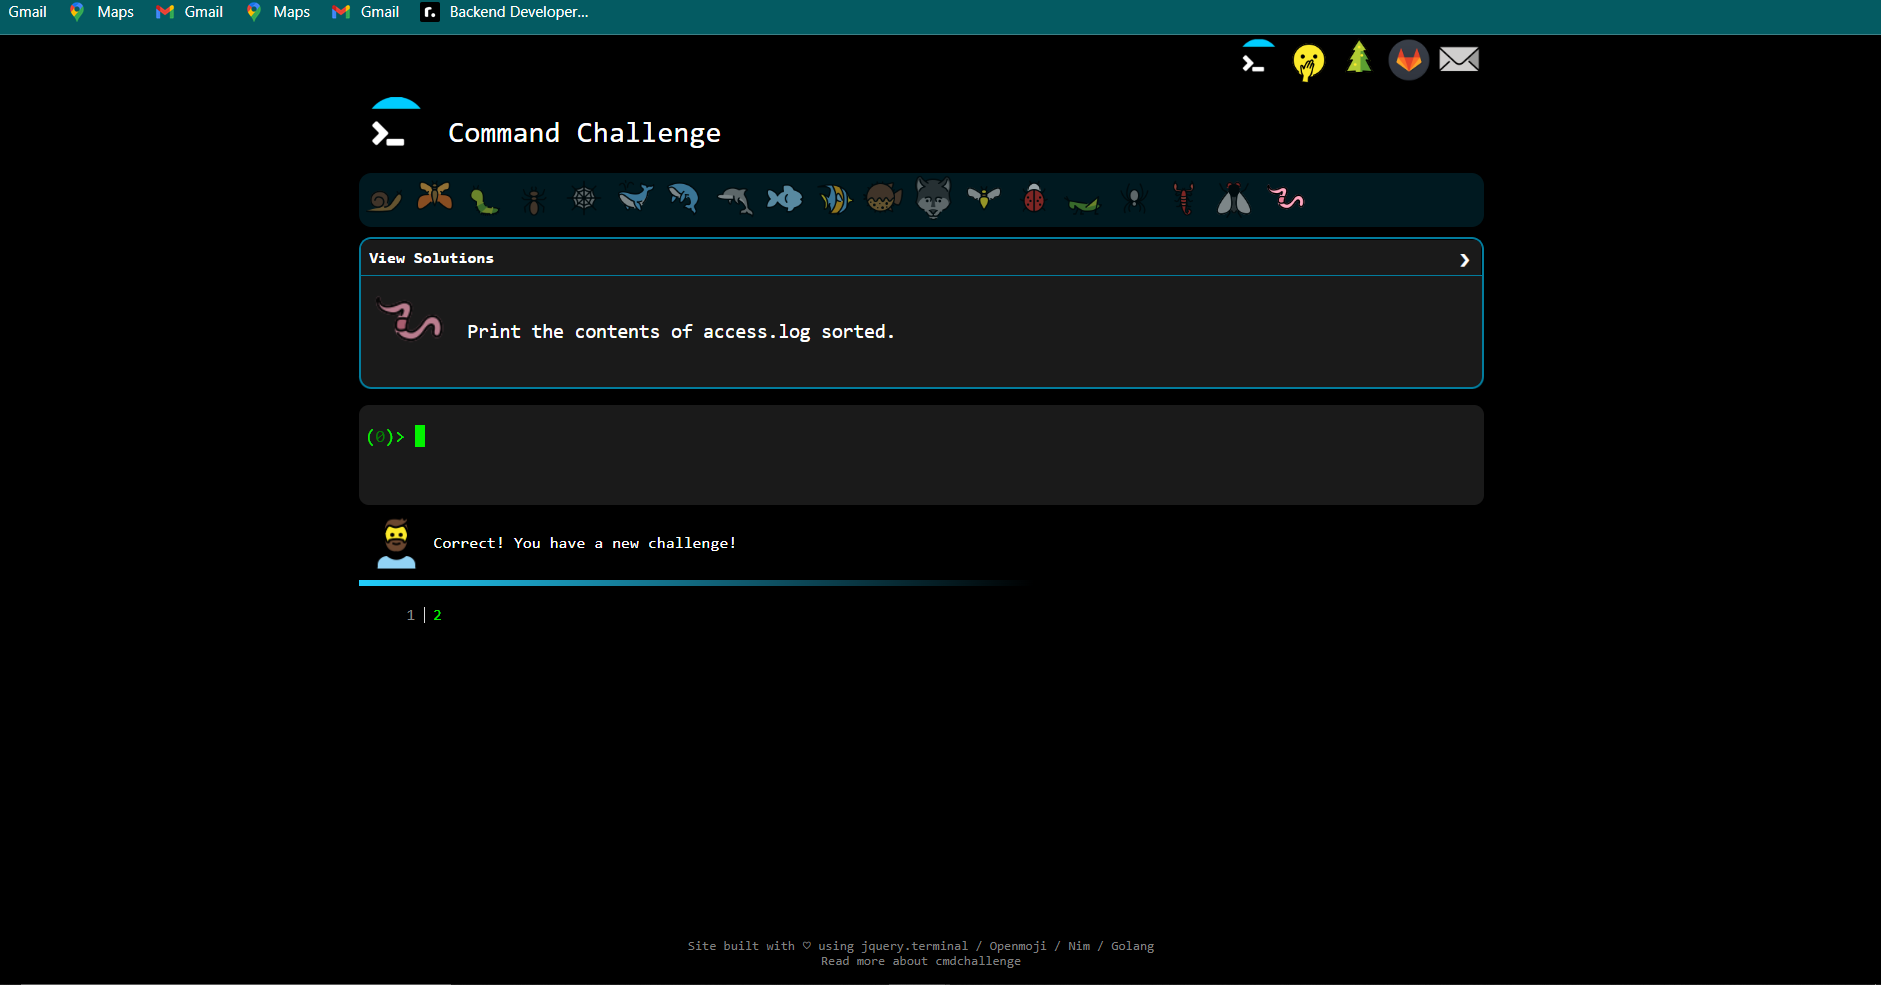 Gmail Maps Gmail Maps Gmail r. Backend Developer...
Command Challenge
View Solutions
Print the contents of access.log sorted.
(0)>
Correct! You have a new challenge!
1 | 2
Site built with ♡ using jquery.terminal / Openmoji / Nim / Golang
Read more about cmdchallenge